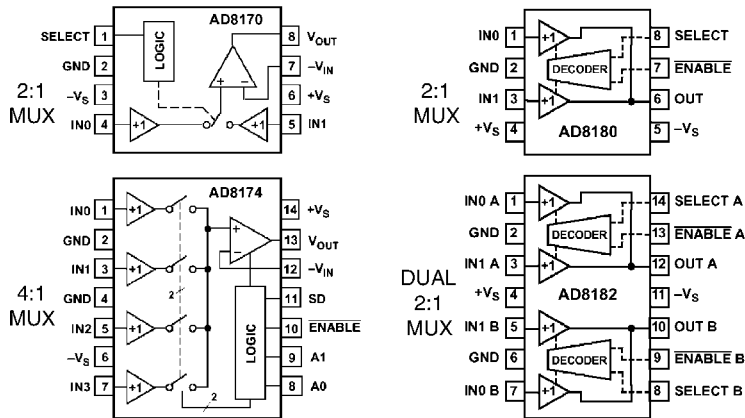 AD8170
SELECT 1
LOGIC
8 VOUT
GND 2
7 –VIN
–VS 3
+ –
6 +VS
IN0 4
+1
+1
5 IN1
2:1
MUX
AD8180
IN0 1
+1
8 SELECT
GND 2
DECODER
7 ENABLE
IN1 3
+1
6 OUT
+VS 4
5 –VS
2:1
MUX
AD8174
IN0 1
+1
14 +VS
GND 2
+
–
13 VOUT
IN1 3
+1
12 –VIN
GND 4
2
11 SD
IN2 5
+1
LOGIC
10 ENABLE
–VS 6
9 A1
IN3 7
+1
2
8 A0
4:1
MUX
IN0 A 1
+1
14 SELECT A
GND 2
DECODER
13 ENABLE A
IN1 A 3
+1
12 OUT A
+VS 4
AD8182
11 –VS
IN1 B 5
+1
10 OUT B
GND 6
DECODER
9 ENABLE B
IN0 B 7
+1
8 SELECT B
DUAL
2:1
MUX